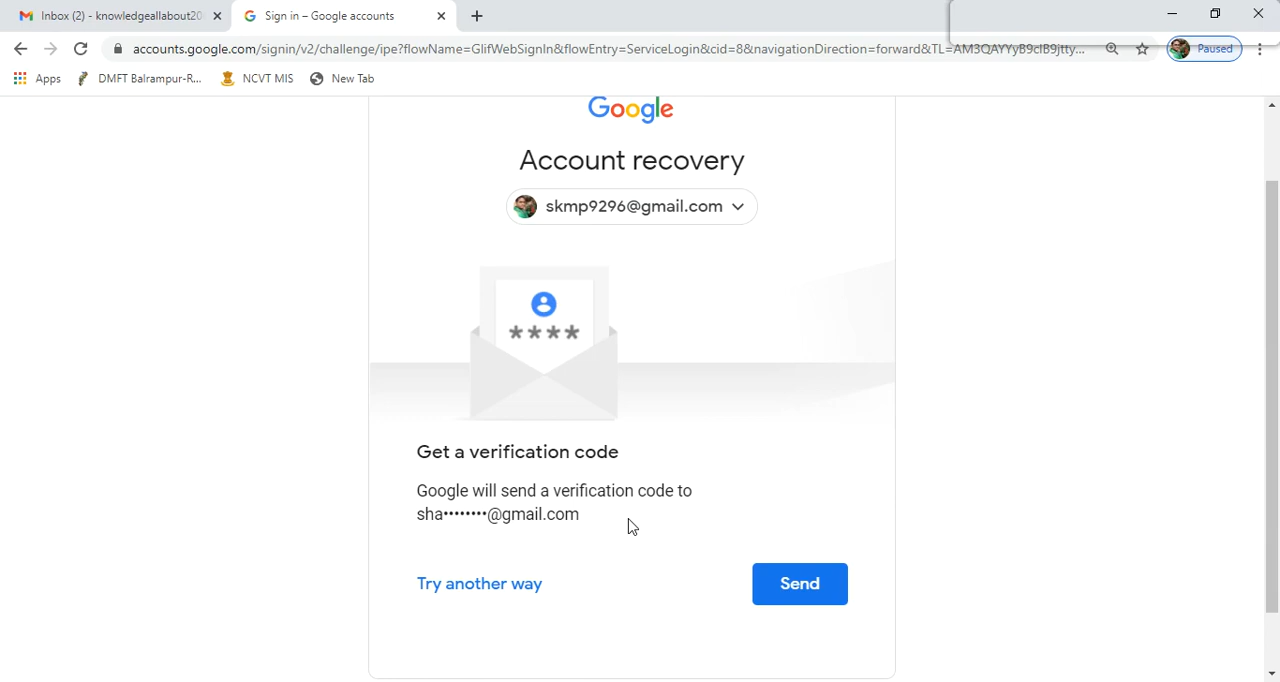 Inbox (2) - knowledgeallabout20
Sign in – Google accounts
accounts.google.com/signin/v2/challenge/ipe?flowName=GlifWebSignIn&flowEntry=ServiceLogin&cid=8&navigationDirection=forward&TL=AM3QAYYyB9clB9jtty...
Paused
Apps
DMFT Balrampur-R...
NCVT MIS
New Tab
Google
Account recovery
skmp9296@gmail.com
****
Get a verification code
Google will send a verification code to
sha••••••••@gmail.com
Try another way
Send